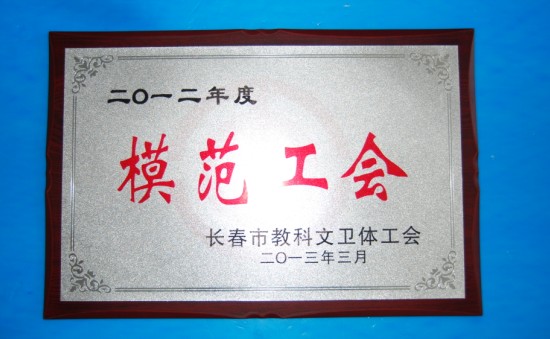 二〇一二年度
模范工会
长春市教科文卫体工会
二〇一三年三月